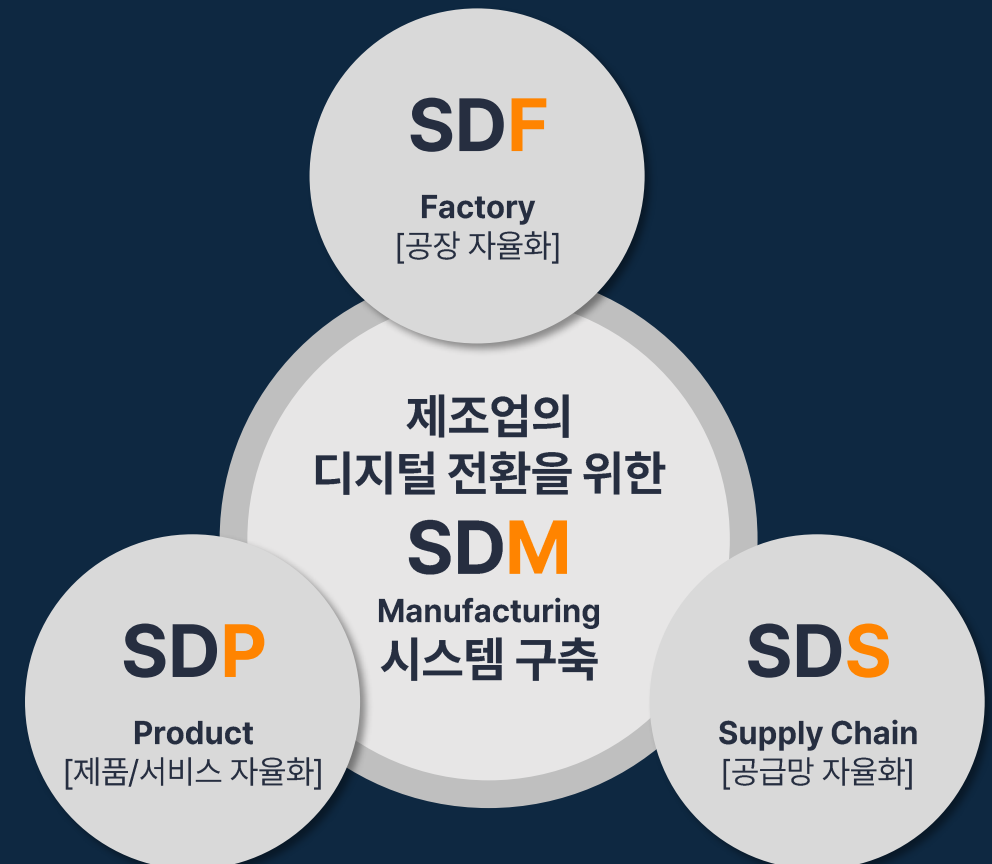 SDF
Factory
[공장 자율화]
제조업의
디지털 전환을 위한
SDM
Manufacturing
시스템 구축
SDP
Product
[제품/서비스 자율화]
SDS
Supply Chain
[공급망 자율화]